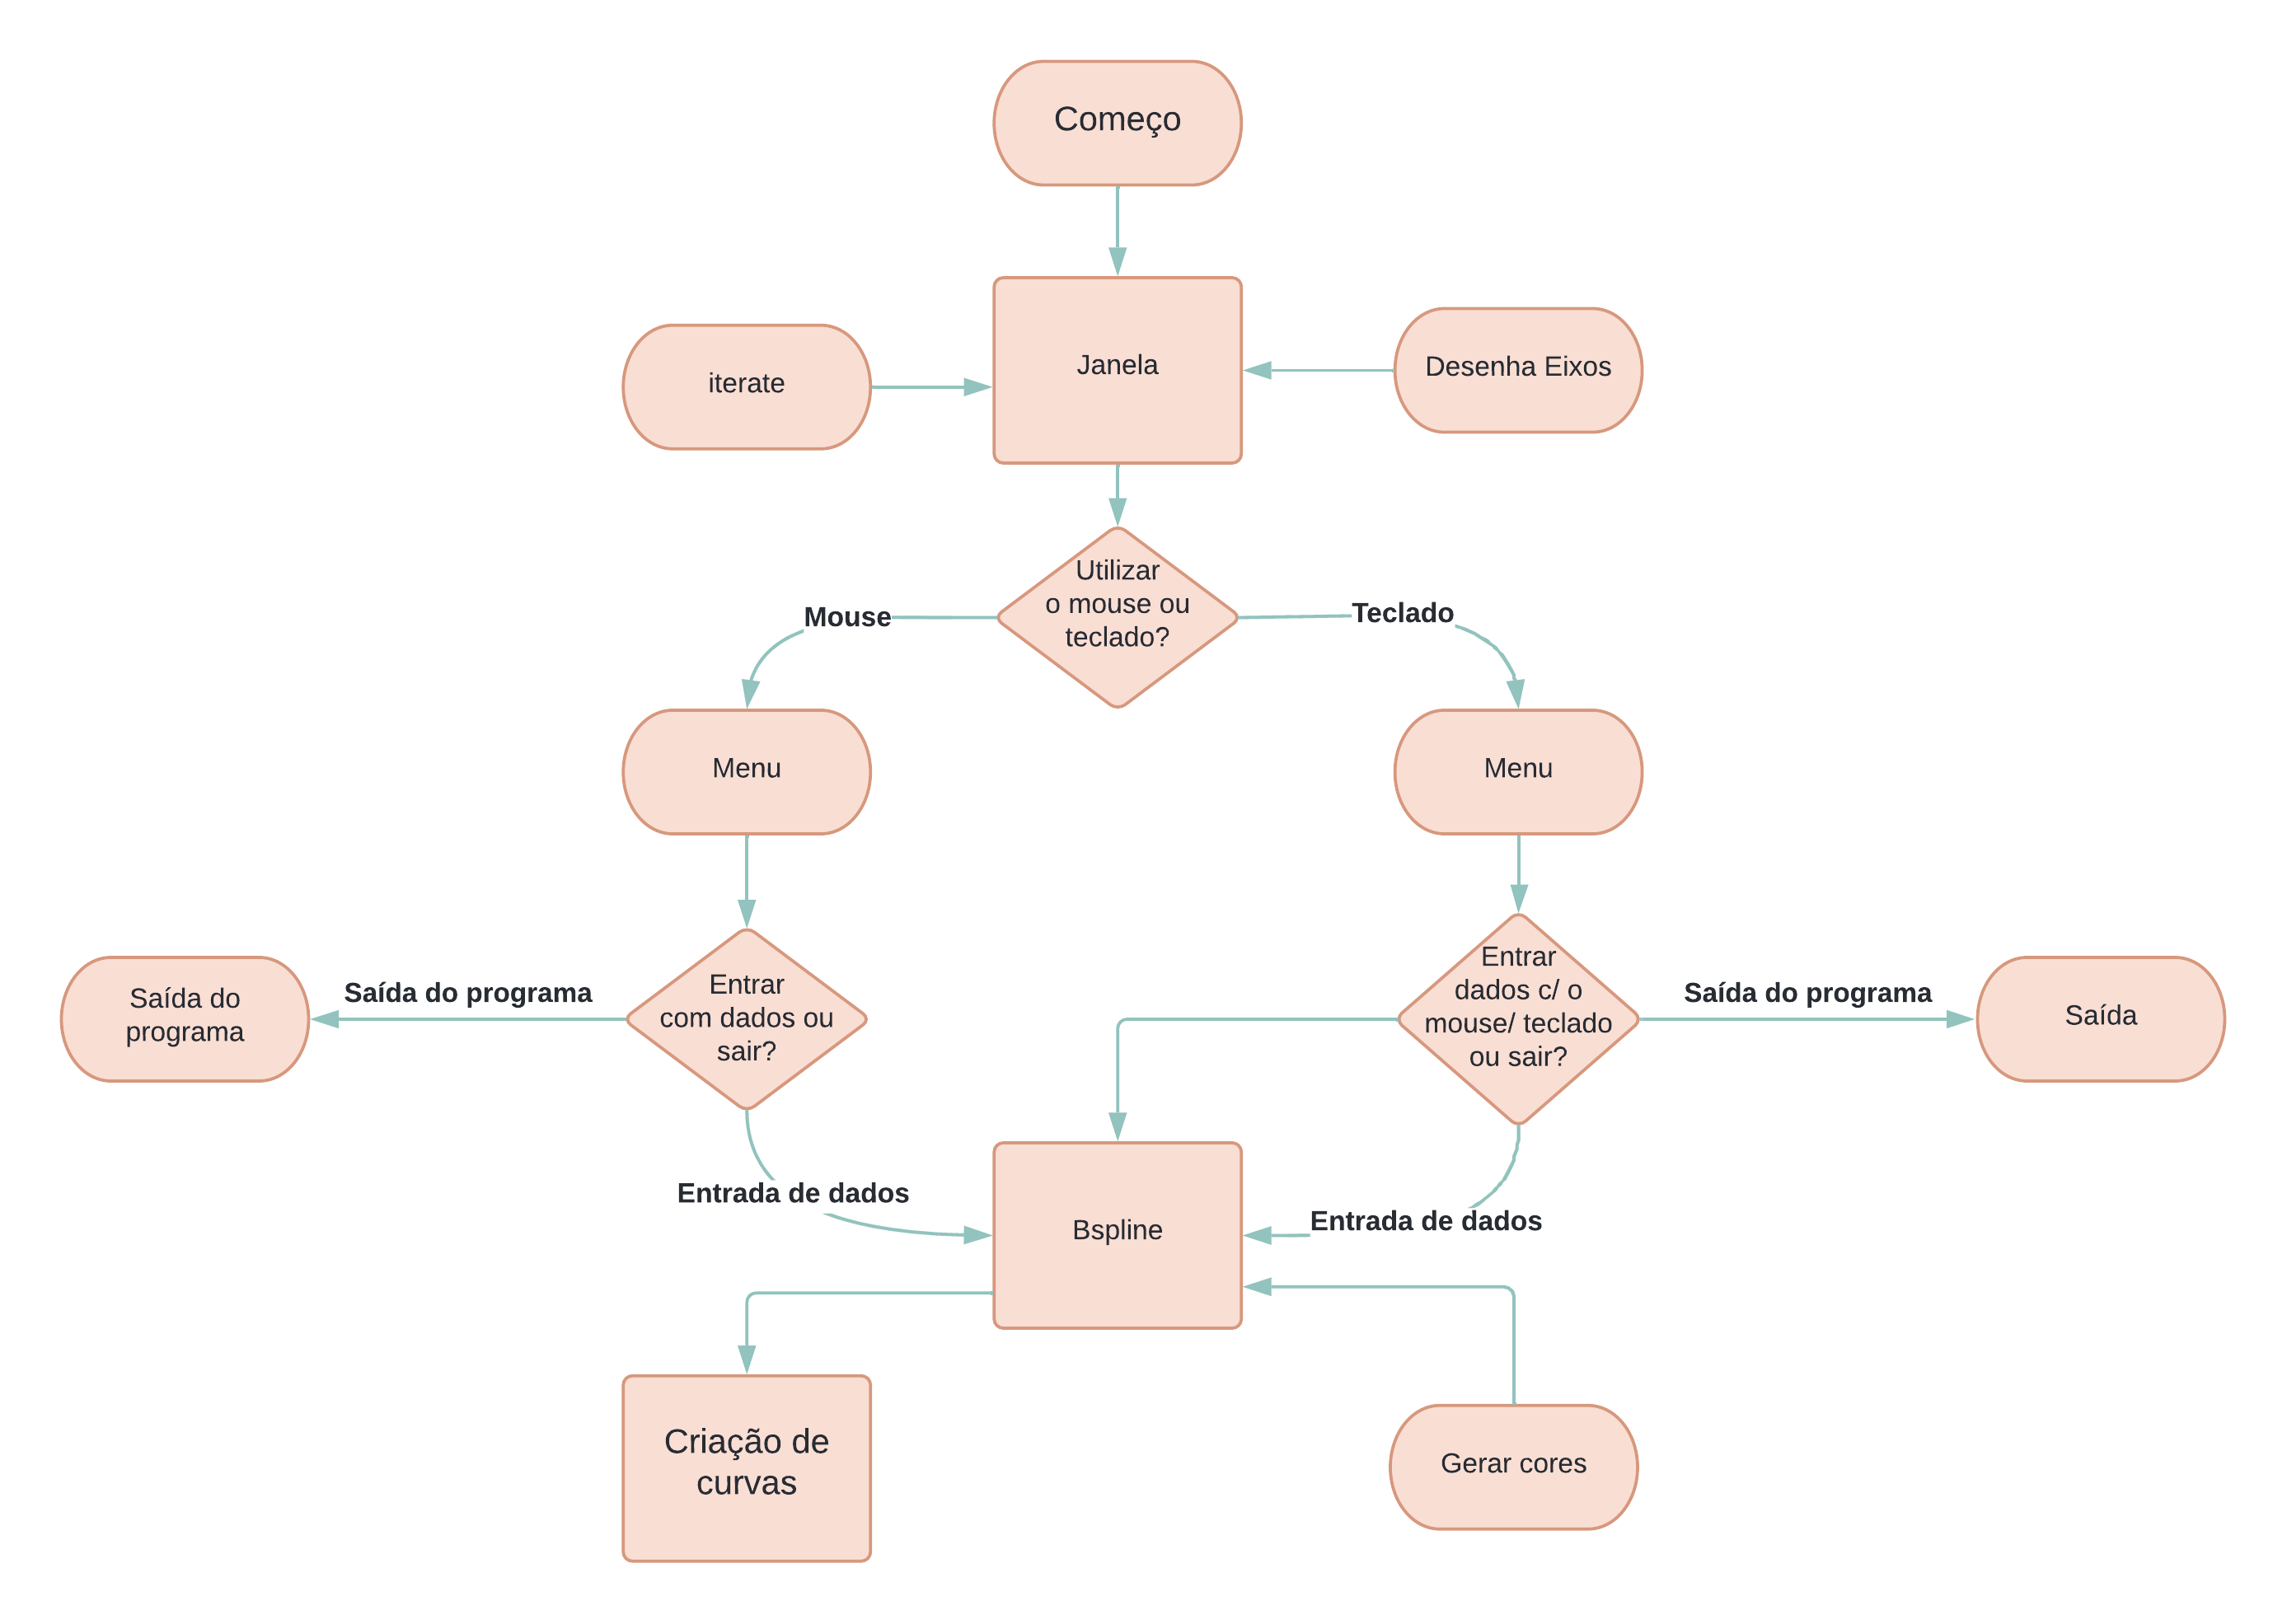 Começo
iterate
Janela
Desenha Eixos
Utilizar
o mouse ou
teclado?
Mouse
Teclado
Menu
Menu
Saída do
programa
Saída do programa
Entrar
com dados ou
sair?
Entrar
dados c/ o
mouse/ teclado
ou sair?
Saída do programa
Saída
Entrada de dados
Bspline
Entrada de dados
Criação de
curvas
Gerar cores